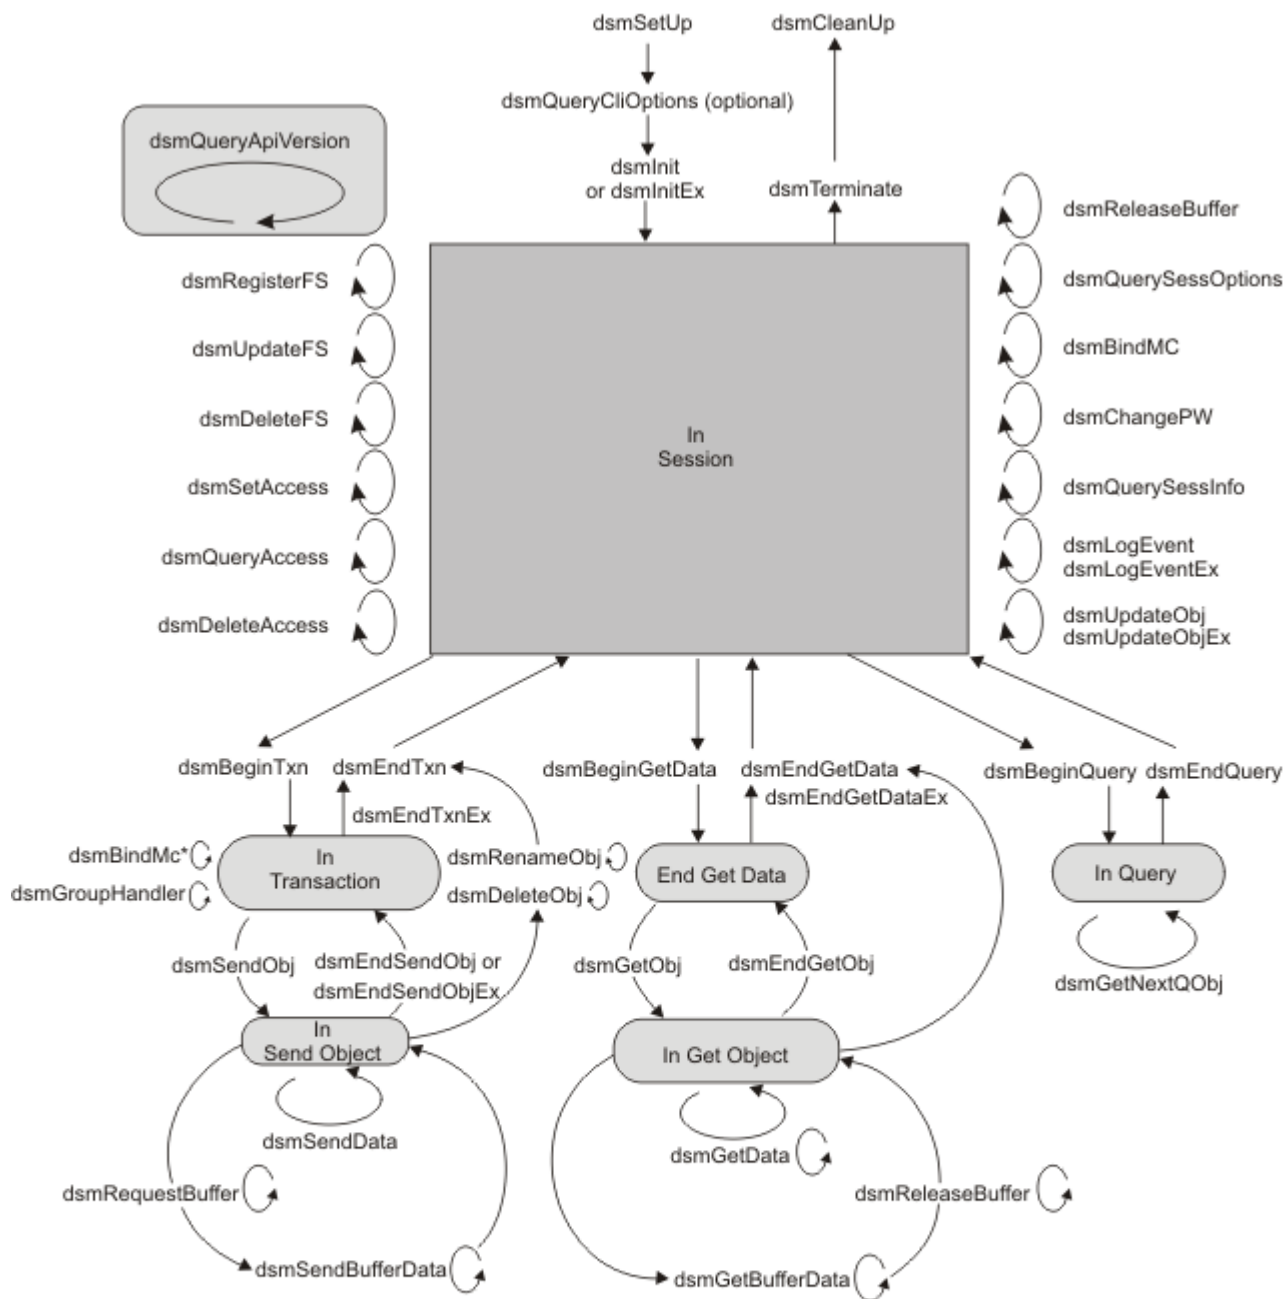 dsmSetUp
dsmCleanUp
dsmQueryCliOptions (optional)
dsmQueryApiVersion
dsmInit
or dsmInitEx
dsmTerminate
dsmReleaseBuffer
dsmRegisterFS
dsmQuerySessOptions
dsmUpdateFS
dsmBindMC
dsmDeleteFS
dsmChangePW
In
Session
dsmSetAccess
dsmQuerySessInfo
dsmQueryAccess
dsmLogEvent
dsmLogEventEx
dsmDeleteAccess
dsmUpdateObj
dsmUpdateObjEx
dsmBeginTxn
dsmEndTxn
dsmBeginGetData
dsmEndGetData
dsmEndGetDataEx
dsmBeginQuery
dsmEndQuery
dsmEndTxnEx
dsmBindMc*
In
Transaction
dsmRenameObj
End Get Data
In Query
dsmGroupHandler
dsmDeleteObj
dsmSendObj
dsmEndSendObj or
dsmEndSendObjEx
dsmGetObj
dsmEndGetObj
dsmGetNextQObj
In
Send Object
In Get Object
dsmSendData
dsmGetData
dsmRequestBuffer
dsmReleaseBuffer
dsmSendBufferData
dsmGetBufferData